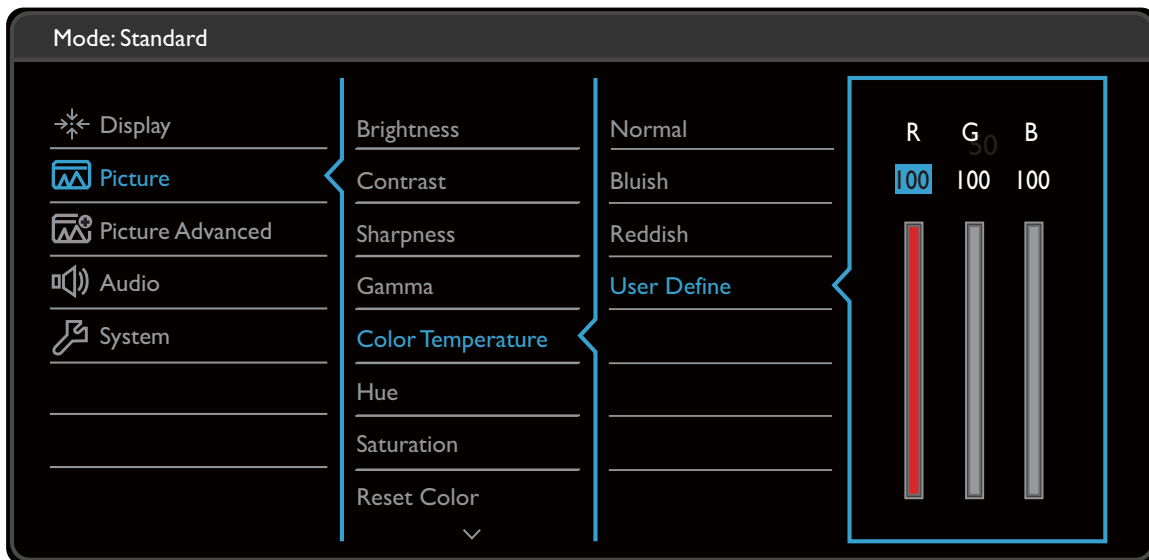 Mode: Standard
Display
Picture
Picture Advanced
Audio
System
Brightness
Contrast
Sharpness
Gamma
Color Temperature
Hue
Saturation
Reset Color
Normal
Bluish
Reddish
User Define
R G B
50
100 100 100